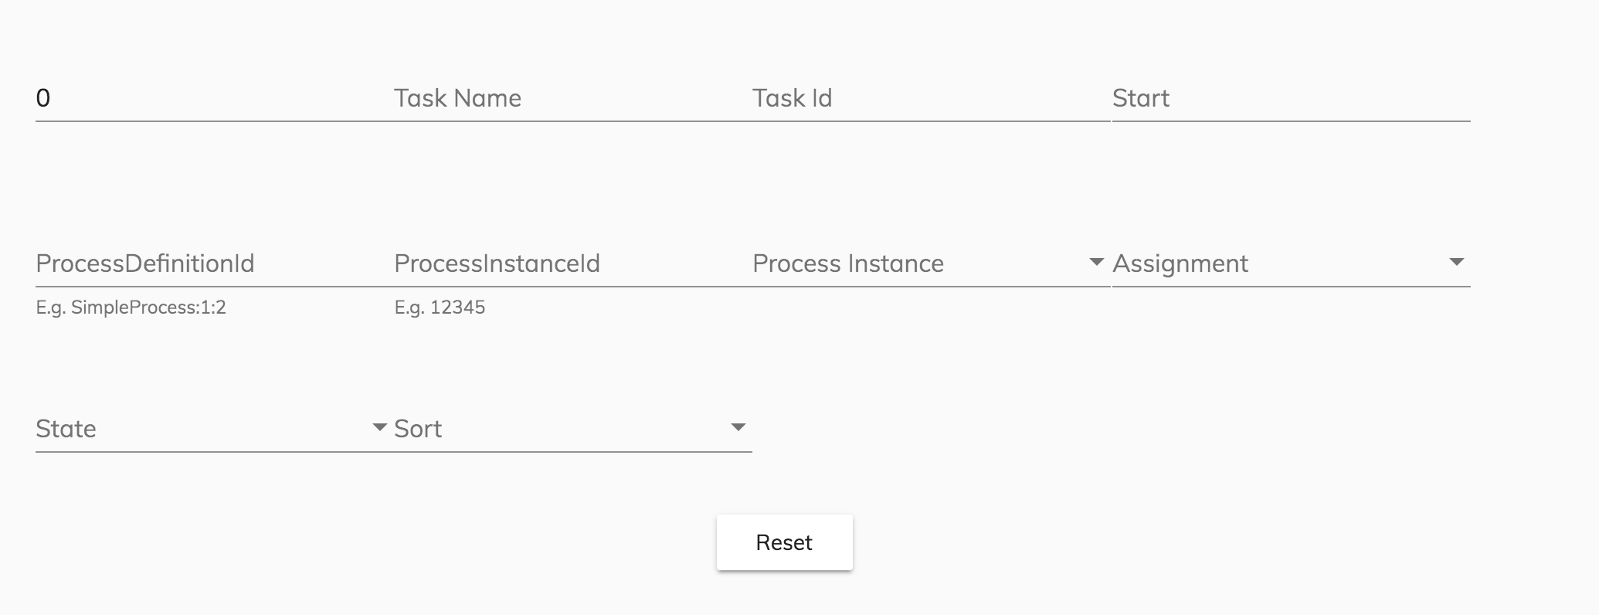 0 Task Name Task Id Start
ProcessDefinitionId ProcessInstanceId Process Instance Assignment
E.g. SimpleProcess:1:2 E.g. 12345
State Sort
Reset